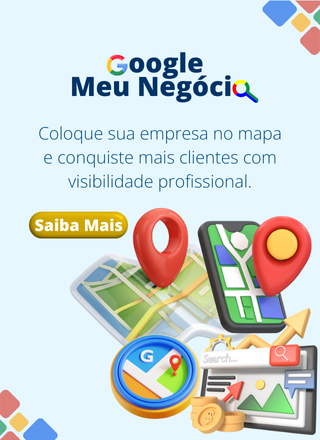 Google
Meu Negócio
Coloque sua empresa no mapa
e conquiste mais clientes com
visibilidade profissional.
Saiba Mais
Search...
G